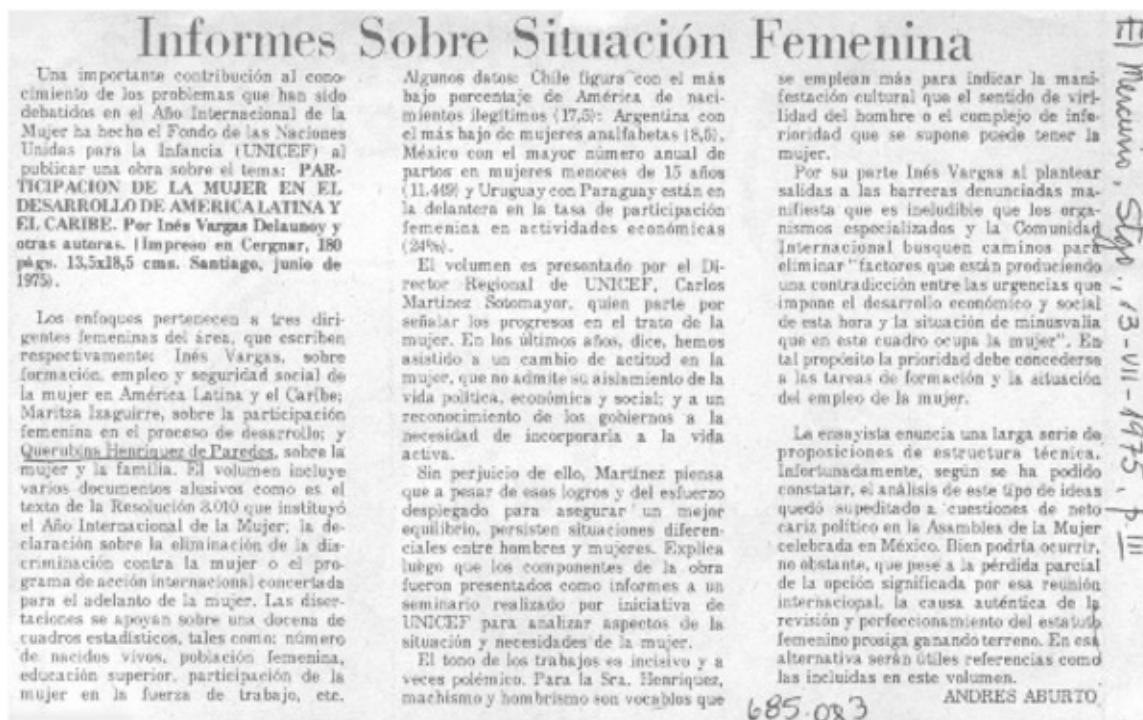 Informes Sobre Situación Femenina
Una importante contribución al cono-
cimiento de los problemas que han sido
debatidos en el Año Internacional de la
Mujer ha hecho el Fondo de las Naciones
Unidas para la Infancia (UNICEF) al
publicar una obra sobre el tema: PAR-
TICIPACION DE LA MUJER EN EL
DESARROLLO DE AMERICA LATINA Y
EL CARIBE. Por Inés Vargas Delaunoy y
otras autoras. (Impreso en Cergnar, 180
págs. 13,5x18,5 cms. Santiago, junio de
1975).
Los enfoques pertenecen a tres diri-
gentes femeninas del área, que escriben
respectivamente: Inés Vargas, sobre
formación, empleo y seguridad social de
la mujer en América Latina y el Caribe;
Maritza Izaguirre, sobre la participación
femenina en el proceso de desarrollo; y
Querubina Henríquez de Paredes, sobre la
mujer y la familia. El volumen incluye
varios documentos alusivos como es el
texto de la Resolución 3.010 que instituyó
el Año Internacional de la Mujer; la de-
claración sobre la eliminación de la dis-
criminación contra la mujer o el pro-
grama de acción internacional concertada
para el adelanto de la mujer. Las diser-
taciones se apoyan sobre una docena de
cuadros estadísticos, tales como: número
de nacidos vivos, población femenina,
educación superior, participación de la
mujer en la fuerza de trabajo, etc.
Algunos datos: Chile figura con el más
bajo porcentaje de América de naci-
mientos ilegítimos (17,5); Argentina con
el más bajo de mujeres analfabetas (8,5),
México con el mayor número anual de
partos en mujeres menores de 15 años
(11.449) y Uruguay con Paraguay están en
la delantera en la tasa de participación
femenina en actividades económicas
(24%).
El volumen es presentado por el Di-
rector Regional de UNICEF, Carlos
Martínez Sotomayor, quien parte por
señalar los progresos en el trato de la
mujer. En los últimos años, dice, hemos
asistido a un cambio de actitud en la
mujer, que no admite su aislamiento de la
vida política, económica y social; y a un
reconocimiento de los gobiernos a la
necesidad de incorporarla a la vida
activa.
Sin perjuicio de ello, Martínez piensa
que a pesar de esos logros y del esfuerzo
desplegado para asegurar un mejor
equilibrio, persisten situaciones diferen-
ciales entre hombres y mujeres. Explica
luego que los componentes de la obra
fueron presentados como informes a un
seminario realizado por iniciativa de
UNICEF para analizar aspectos de la
situación y necesidades de la mujer.
El tono de los trabajos es incisivo y a
veces polémico. Para la Sra. Henríquez,
machismo y hombrismo son vocablos que
se emplean más para indicar la mani-
festación cultural que el sentido de viri-
lidad del hombre o el complejo de infe-
rioridad que se supone puede tener la
mujer.
Por su parte Inés Vargas al plantear
salidas a las barreras denunciadas ma-
nifiesta que es ineludible que los orga-
nismos especializados y la Comunidad
Internacional busquen caminos para
eliminar "factores que están produciendo
una contradicción entre las urgencias que
impone el desarrollo económico y social
de esta hora y la situación de minusvalía
que en este cuadro ocupa la mujer". En
tal propósito la prioridad debe concederse
a las tareas de formación y la situación
del empleo de la mujer.
La ensayista enuncia una larga serie de
proposiciones de estructura técnica.
Infortunadamente, según se ha podido
constatar, el análisis de este tipo de ideas
quedó supeditado a cuestiones de neto
cariz político en la Asamblea de la Mujer
celebrada en México. Bien podría ocurrir,
no obstante, que pese a la pérdida parcial
de la opción significada por esa reunión
internacional, la causa auténtica de la
revisión y perfeccionamiento del estatuto
femenino prosiga ganando terreno. En esa
alternativa serán útiles referencias como
las incluidas en este volumen.
ANDRES ABURTO
685.083
El Mercurio, Stgo, 13-VII-1975. p. III